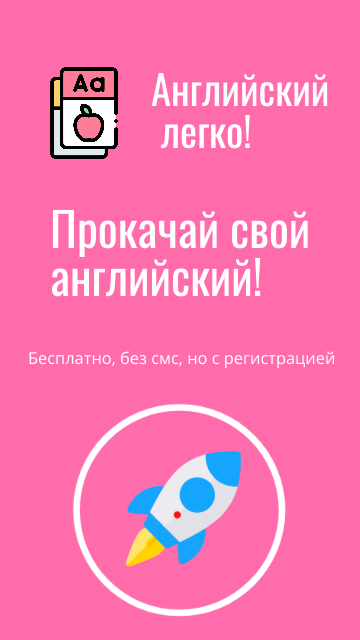 Aa
Английский
легко!
Прокачай свой
английский!
Бесплатно, без смс, но с регистрацией